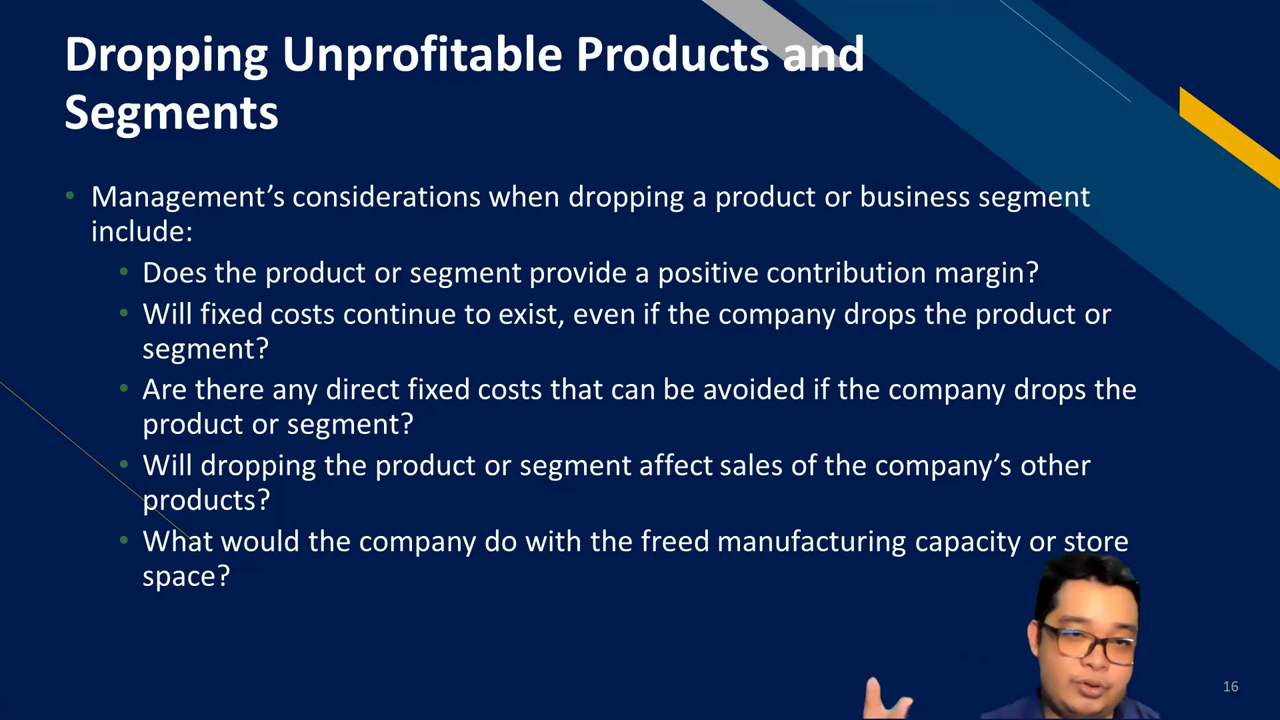 Dropping Unprofitable Products and
Segments
• Management’s considerations when dropping a product or business segment
include:
• Does the product or segment provide a positive contribution margin?
• Will fixed costs continue to exist, even if the company drops the product or
segment?
• Are there any direct fixed costs that can be avoided if the company drops the
product or segment?
• Will dropping the product or segment affect sales of the company’s other
products?
• What would the company do with the freed manufacturing capacity or store
space?
16